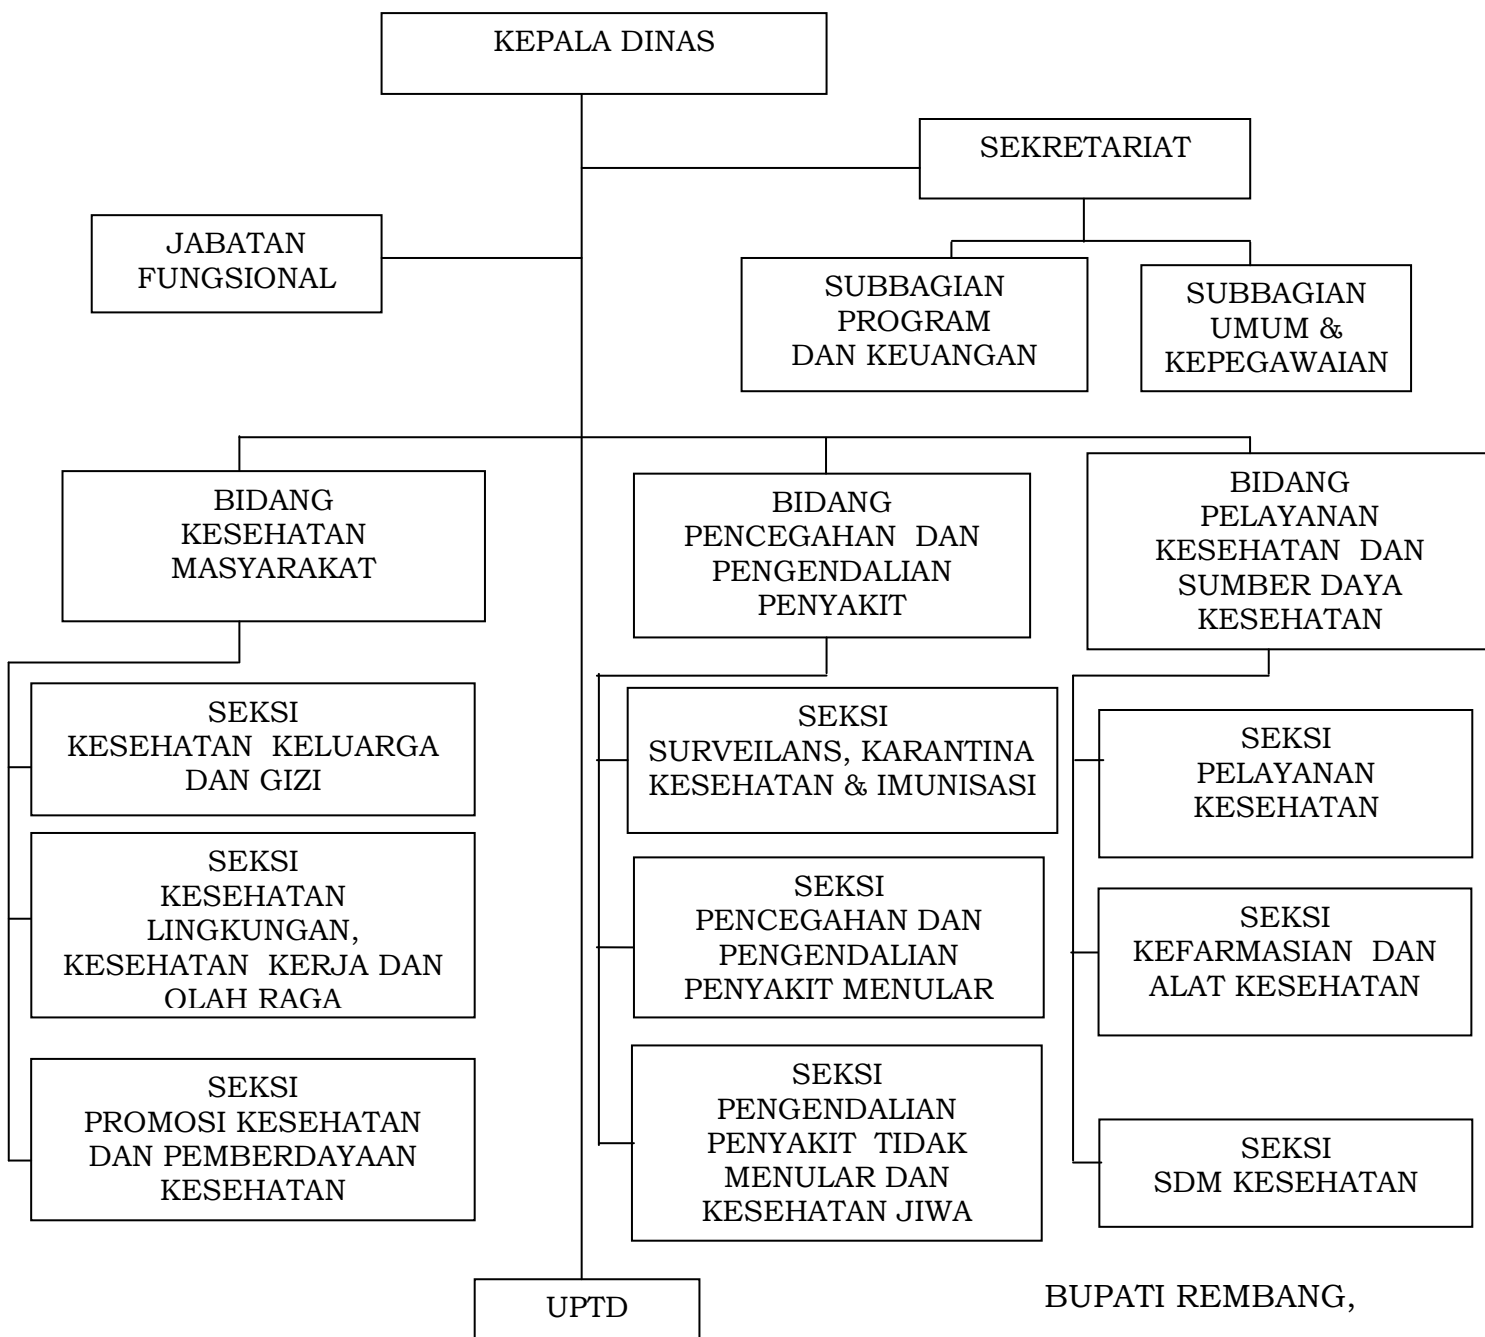 KEPALA DINAS
SEKRETARIAT
JABATAN
FUNGSIONAL
SUBBAGIAN
PROGRAM
DAN KEUANGAN
SUBBAGIAN
UMUM &
KEPEGAWAIAN
BIDANG
KESEHATAN
MASYARAKAT
BIDANG
PENCEGAHAN DAN
PENGENDALIAN
PENYAKIT
BIDANG
PELAYANAN
KESEHATAN DAN
SUMBER DAYA
KESEHATAN
SEKSI
KESEHATAN KELUARGA
DAN GIZI
SEKSI
KESEHATAN
LINGKUNGAN,
KESEHATAN KERJA DAN
OLAH RAGA
SEKSI
PROMOSI KESEHATAN
DAN PEMBERDAYAAN
KESEHATAN
SEKSI
SURVEILANS, KARANTINA
KESEHATAN & IMUNISASI
SEKSI
PENCEGAHAN DAN
PENGENDALIAN
PENYAKIT MENULAR
SEKSI
PENGENDALIAN
PENYAKIT TIDAK
MENULAR DAN
KESEHATAN JIWA
SEKSI
PELAYANAN
KESEHATAN
SEKSI
KEFARMASIAN DAN
ALAT KESEHATAN
SEKSI
SDM KESEHATAN
UPTD
BUPATI REMBANG,